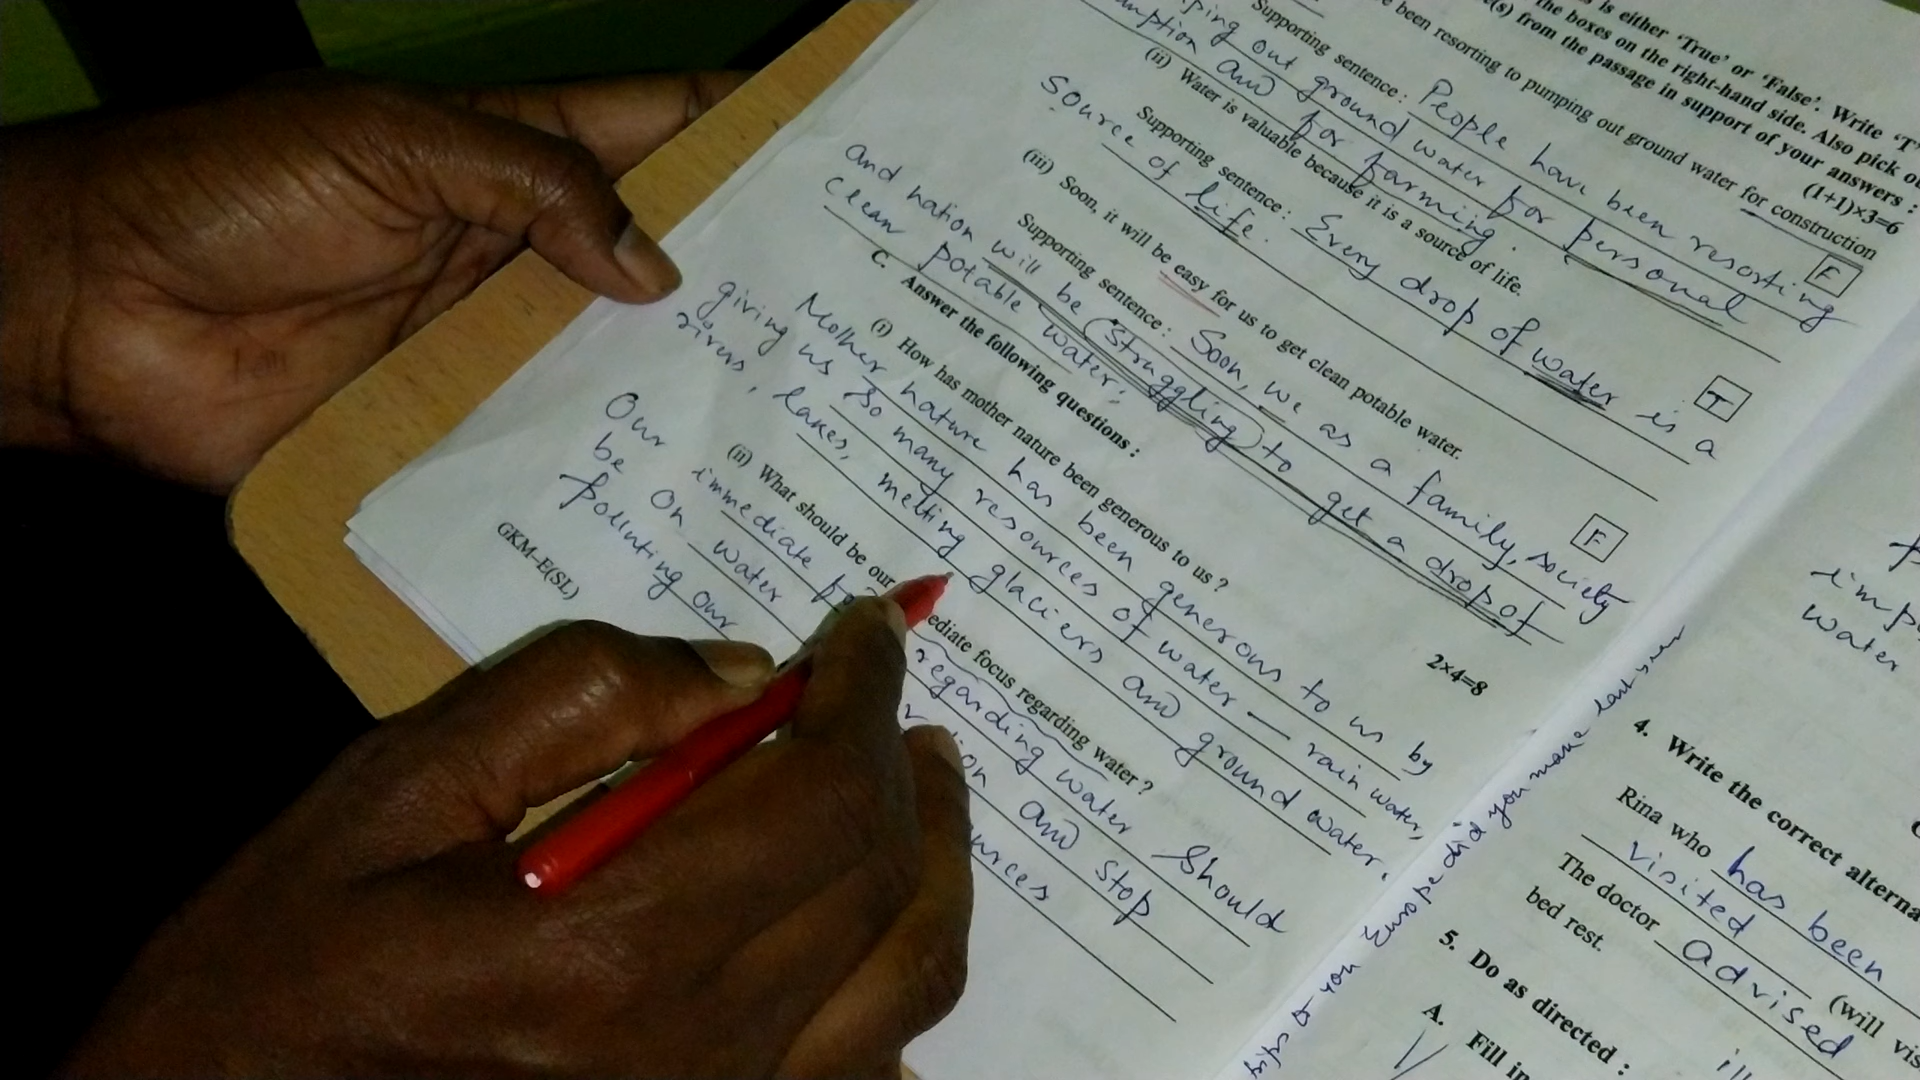 is either 'True' or 'False'. Write 'T'
the boxes on the right-hand side. Also pick
(s) from the passage in support of your answers :
(1+1)×3=6
been resorting to pumping out ground water for construction
F
Supporting sentence : People have been resorting
out ground water for personal
and for farming.
(ii) Water is valuable because it is a source of life.
T
Supporting sentence : Every drop of water is a
source of life.
(iii) Soon, it will be easy for us to get clean potable water.
F
Supporting sentence : Soon, we as a family, society
and nation will be struggling to get a drop of
clean potable water.
C. Answer the following questions :
2×4=8
(i) How has mother nature been generous to us ?
Mother nature has been generous to us by
giving us so many resources of water — rain water,
rivers, lakes, melting glaciers and ground water.
(ii) What should be our mediate focus regarding water ?
Our immediate regarding water should
be on water and stop
polluting our
GKM–E(SL)
water
4. Write the correct
Rina who has been
visited (will
The doctor advised
bed rest.
5. Do as directed :
A. Fill in
to you Europe did you make last year